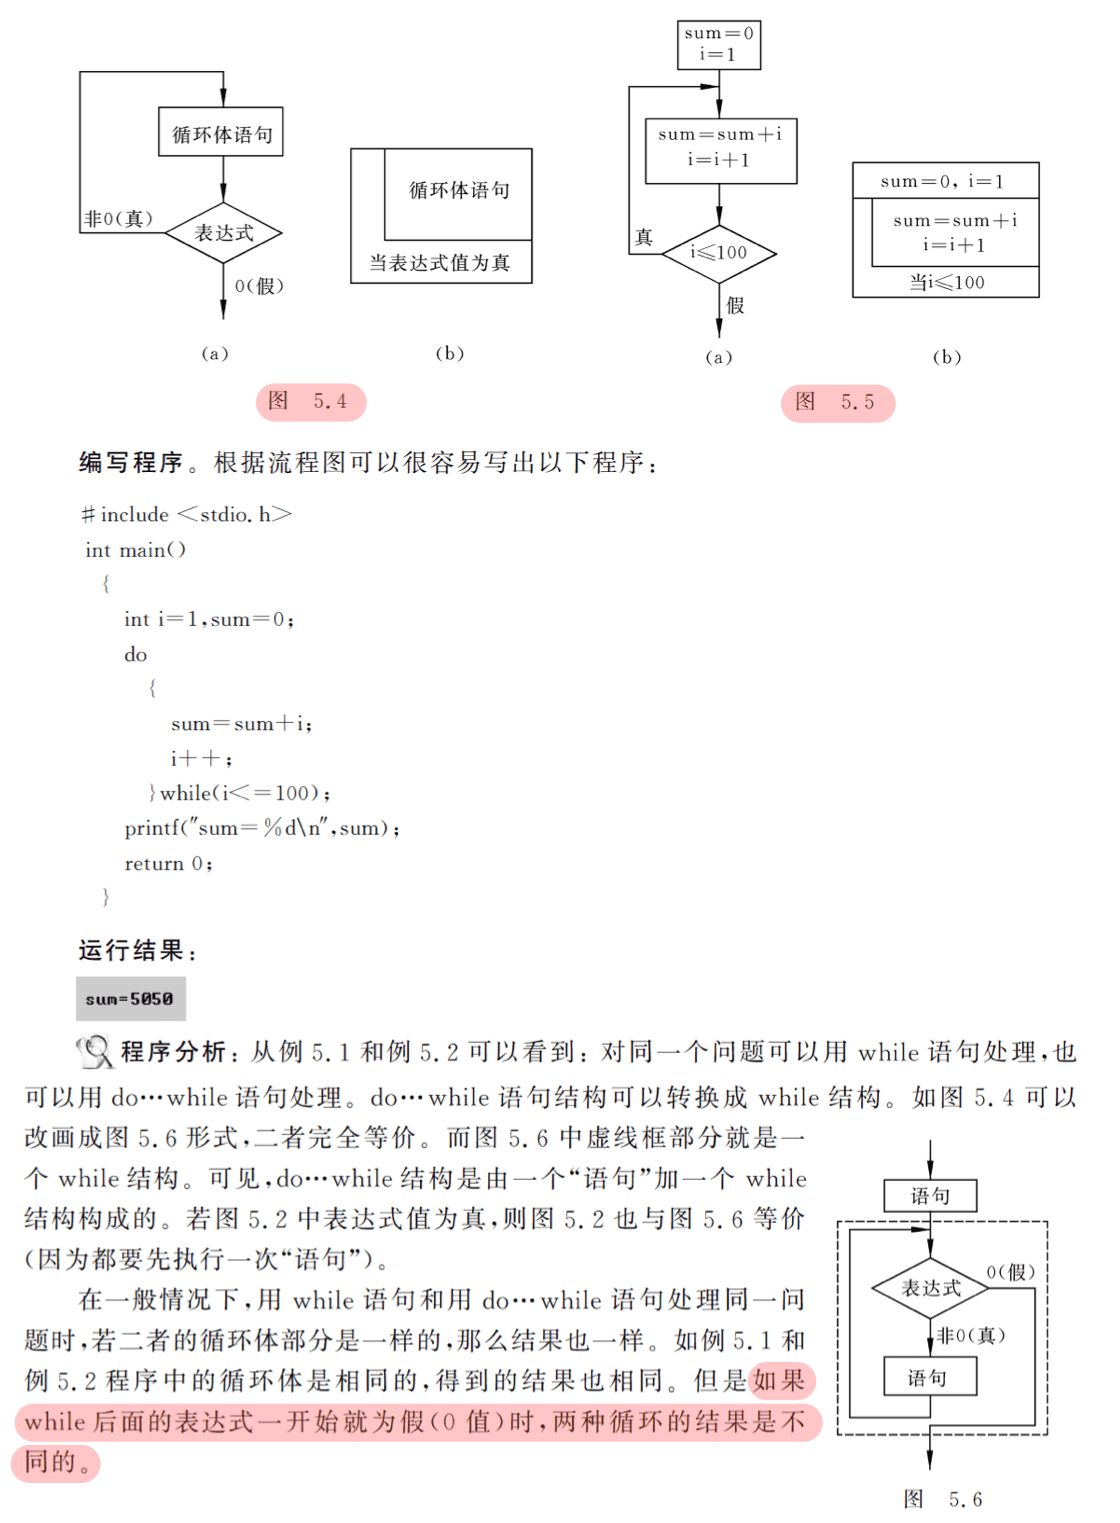 循环体语句
非0(真)
表达式
0(假)
(a)
循环体语句
当表达式值为真
(b)
图 5.4
sum=0
i=1
sum=sum+i
i=i+1
真
i≤100
假
(a)
sum=0, i=1
sum=sum+i
i=i+1
当i≤100
(b)
图 5.5
编写程序。根据流程图可以很容易写出以下程序:
#include <stdio.h>
int main()
{
int i=1,sum=0;
do
{
sum=sum+i;
i++;
}while(i<=100);
printf("sum=%d\n",sum);
return 0;
}
运行结果:
sum=5050
程序分析:从例 5.1 和例 5.2 可以看到:对同一个问题可以用 while 语句处理,也
可以用 do…while 语句处理。do…while 语句结构可以转换成 while 结构。如图 5.4 可以
改画成图 5.6 形式,二者完全等价。而图 5.6 中虚线框部分就是一
个 while 结构。可见,do…while 结构是由一个“语句”加一个 while
结构构成的。若图 5.2 中表达式值为真,则图 5.2 也与图 5.6 等价
(因为都要先执行一次“语句”)。
在一般情况下,用 while 语句和用 do…while 语句处理同一问
题时,若二者的循环体部分是一样的,那么结果也一样。如例 5.1 和
例 5.2 程序中的循环体是相同的,得到的结果也相同。但是如果
while 后面的表达式一开始就为假(0 值)时,两种循环的结果是不
同的。
语句
表达式
0(假)
非0(真)
语句
图 5.6